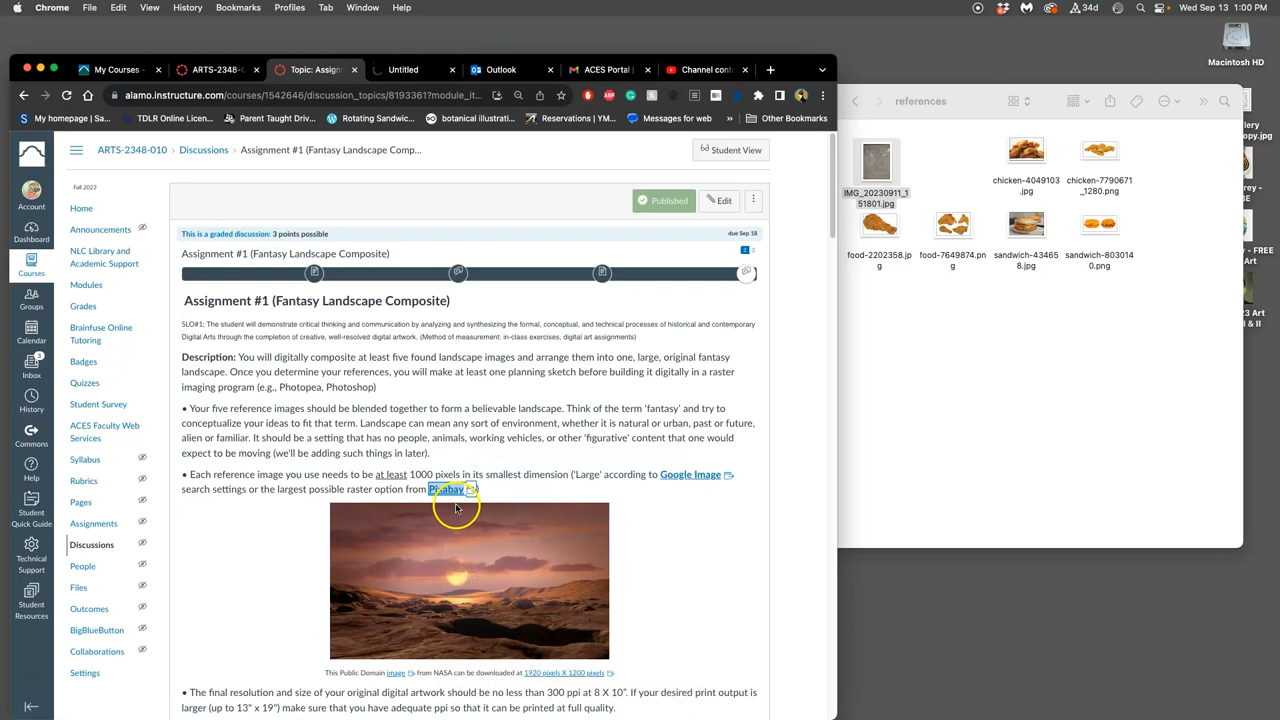 Chrome File Edit View History Bookmarks Profiles Tab Window Help
34d Wed Sep 13 1:00 PM
My Courses -
ARTS-2348-0
Topic: Assign
Untitled
Outlook
ACES Portal
Channel cont
alamo.instructure.com/courses/1542646/discussion_topics/8193361?module_it...
My homepage | Sa...
TDLR Online Licen...
Parent Taught Driv...
Rotating Sandwic...
botanical illustrati...
Reservations | YM...
Messages for web
»
Other Bookmarks
ARTS-2348-010 > Discussions > Assignment #1 (Fantasy Landscape Comp...
Student View
Account
Dashboard
Courses
Groups
Calendar
3
Inbox
History
Commons
Help
Student Quick Guide
Technical Support
Student Resources
Fall 2023
Home
Announcements
NLC Library and
Academic Support
Modules
Grades
Brainfuse Online
Tutoring
Badges
Quizzes
Student Survey
ACES Faculty Web
Services
Syllabus
Rubrics
Pages
Assignments
Discussions
People
Files
Outcomes
BigBlueButton
Collaborations
Settings
Published
Edit
This is a graded discussion: 3 points possible
due Sep 18
Assignment #1 (Fantasy Landscape Composite)
Assignment #1 (Fantasy Landscape Composite)
SLO#1: The student will demonstrate critical thinking and communication by analyzing and synthesizing the formal, conceptual, and technical processes of historical and contemporary
Digital Arts through the completion of creative, well-resolved digital artwork. (Method of measurement: in-class exercises, digital art assignments)
Description: You will digitally composite at least five found landscape images and arrange them into one, large, original fantasy
landscape. Once you determine your references, you will make at least one planning sketch before building it digitally in a raster
imaging program (e.g., Photopea, Photoshop)
• Your five reference images should be blended together to form a believable landscape. Think of the term 'fantasy' and try to
conceptualize your ideas to fit that term. Landscape can mean any sort of environment, whether it is natural or urban, past or future,
alien or familiar. It should be a setting that has no people, animals, working vehicles, or other 'figurative' content that one would
expect to be moving (we'll be adding such things in later).
• Each reference image you use needs to be at least 1000 pixels in its smallest dimension ('Large' according to Google Image
search settings or the largest possible raster option from Pixabay )
This Public Domain image from NASA can be downloaded at 1920 pixels X 1200 pixels
• The final resolution and size of your original digital artwork should be no less than 300 ppi at 8 X 10”. If your desired print output is
larger (up to 13" x 19") make sure that you have adequate ppi so that it can be printed at full quality.
references
IMG_20230911_1
51801.jpg
chicken-4049103
.jpg
chicken-7790671
_1280.png
food-2202358.jp
g
food-7649874.pn
g
sandwich-43465
8.jpg
sandwich-803014
0.png
Macintosh HD